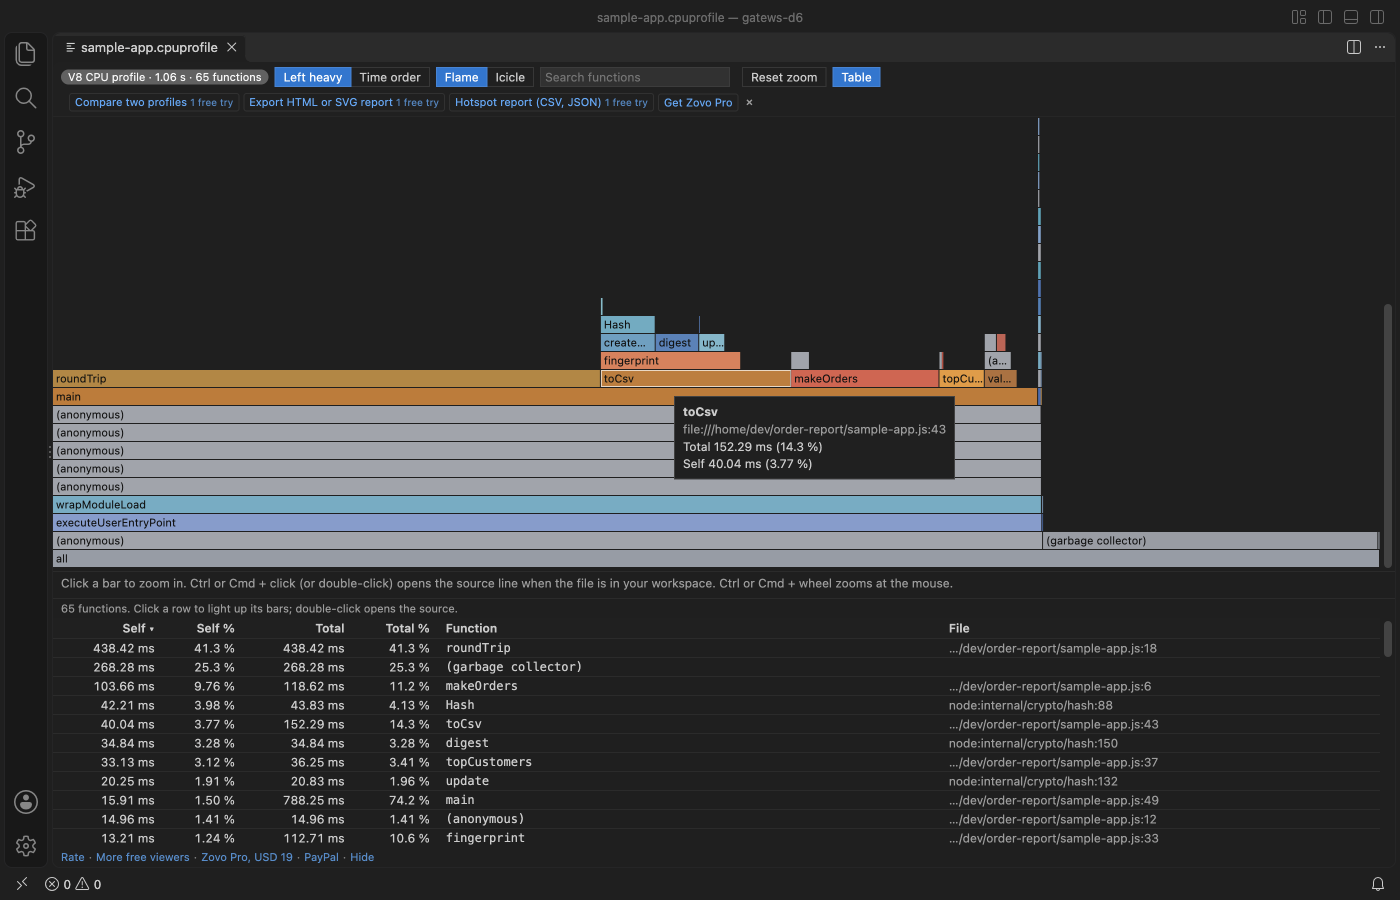 sample-app.cpuprofile — gatews-d6
sample-app.cpuprofile
V8 CPU profile · 1.06 s · 65 functions Left heavy Time order Flame Icicle Search functions Reset zoom Table
Compare two profiles 1 free try Export HTML or SVG report 1 free try Hotspot report (CSV, JSON) 1 free try Get Zovo Pro ×
Hash
create... digest up...
fingerprint (a...
roundTrip toCsv makeOrders topCu... val...
main
(anonymous)
(anonymous)
(anonymous)
(anonymous)
(anonymous)
wrapModuleLoad
executeUserEntryPoint
(anonymous) (garbage collector)
all
toCsv
file:///home/dev/order-report/sample-app.js:43
Total 152.29 ms (14.3 %)
Self 40.04 ms (3.77 %)
Click a bar to zoom in. Ctrl or Cmd + click (or double-click) opens the source line when the file is in your workspace. Ctrl or Cmd + wheel zooms at the mouse.
65 functions. Click a row to light up its bars; double-click opens the source.
Self ▾ Self % Total Total % Function File
438.42 ms 41.3 % 438.42 ms 41.3 % roundTrip .../dev/order-report/sample-app.js:18
268.28 ms 25.3 % 268.28 ms 25.3 % (garbage collector)
103.66 ms 9.76 % 118.62 ms 11.2 % makeOrders .../dev/order-report/sample-app.js:6
42.21 ms 3.98 % 43.83 ms 4.13 % Hash node:internal/crypto/hash:88
40.04 ms 3.77 % 152.29 ms 14.3 % toCsv .../dev/order-report/sample-app.js:43
34.84 ms 3.28 % 34.84 ms 3.28 % digest node:internal/crypto/hash:150
33.13 ms 3.12 % 36.25 ms 3.41 % topCustomers .../dev/order-report/sample-app.js:37
20.25 ms 1.91 % 20.83 ms 1.96 % update node:internal/crypto/hash:132
15.91 ms 1.50 % 788.25 ms 74.2 % main .../dev/order-report/sample-app.js:49
14.96 ms 1.41 % 14.96 ms 1.41 % (anonymous) .../dev/order-report/sample-app.js:12
13.21 ms 1.24 % 112.71 ms 10.6 % fingerprint .../dev/order-report/sample-app.js:33
Rate · More free viewers · Zovo Pro, USD 19 · PayPal · Hide
0 0